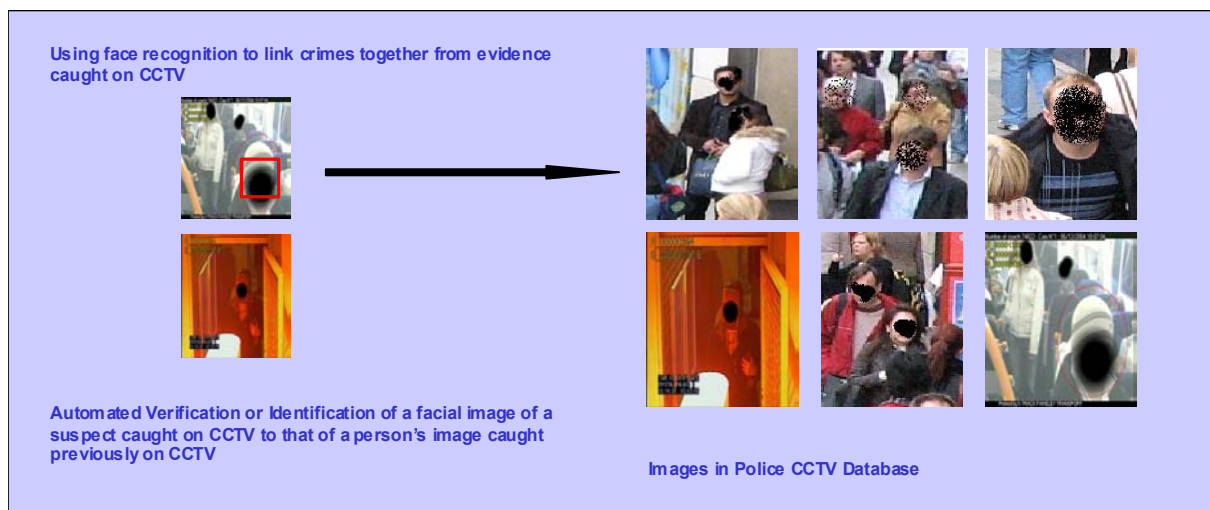 Using face recognition to link crimes together from evidence
caught on CCTV
Automated Verification or Identification of a facial image of a
suspect caught on CCTV to that of a person's image caught
previously on CCTV
Images in Police CCTV Database